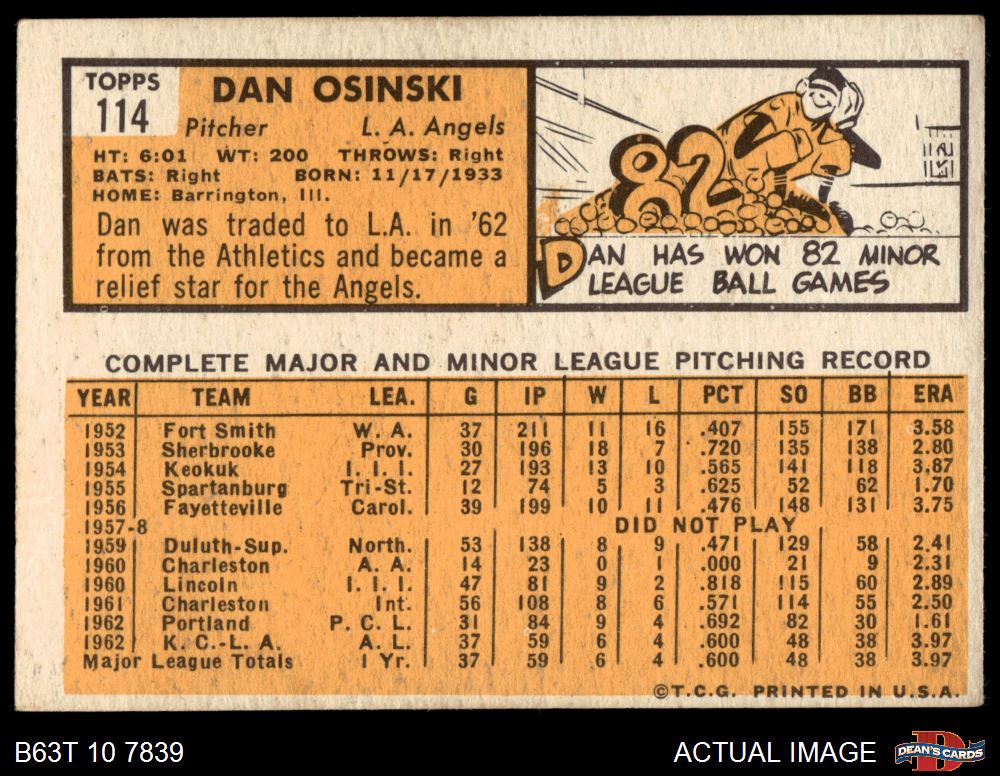 TOPPS
114
DAN OSINSKI
Pitcher L. A. Angels
HT: 6:01 WT: 200 THROWS: Right
BATS: Right BORN: 11/17/1933
HOME: Barrington, Ill.
Dan was traded to L.A. in '62
from the Athletics and became a
relief star for the Angels.
82
DAN HAS WON 82 MINOR
LEAGUE BALL GAMES
COMPLETE MAJOR AND MINOR LEAGUE PITCHING RECORD
YEAR TEAM LEA. G IP W L PCT SO BB ERA
1952 Fort Smith W. A. 37 211 11 16 .407 155 171 3.58
1953 Sherbrooke Prov. 30 196 18 7 .720 135 138 2.80
1954 Keokuk I. I. I. 27 193 13 10 .565 141 118 3.87
1955 Spartanburg Tri-St. 12 74 5 3 .625 52 62 1.70
1956 Fayetteville Carol. 39 199 10 11 .476 148 131 3.75
1957-8 DID NOT PLAY
1959 Duluth-Sup. North. 53 138 8 9 .471 129 58 2.41
1960 Charleston A. A. 14 23 0 1 .000 21 9 2.31
1960 Lincoln I. I. I. 47 81 9 2 .818 115 60 2.89
1961 Charleston Int. 56 108 8 6 .571 114 55 2.50
1962 Portland P. C. L. 31 84 9 4 .692 82 30 1.61
1962 K. C.-L. A. A. L. 37 59 6 4 .600 48 38 3.97
Major League Totals 1 Yr. 37 59 6 4 .600 48 38 3.97
©T.C.G. PRINTED IN U.S.A.
B63T 10 7839 ACTUAL IMAGE DEAN'S CARDS